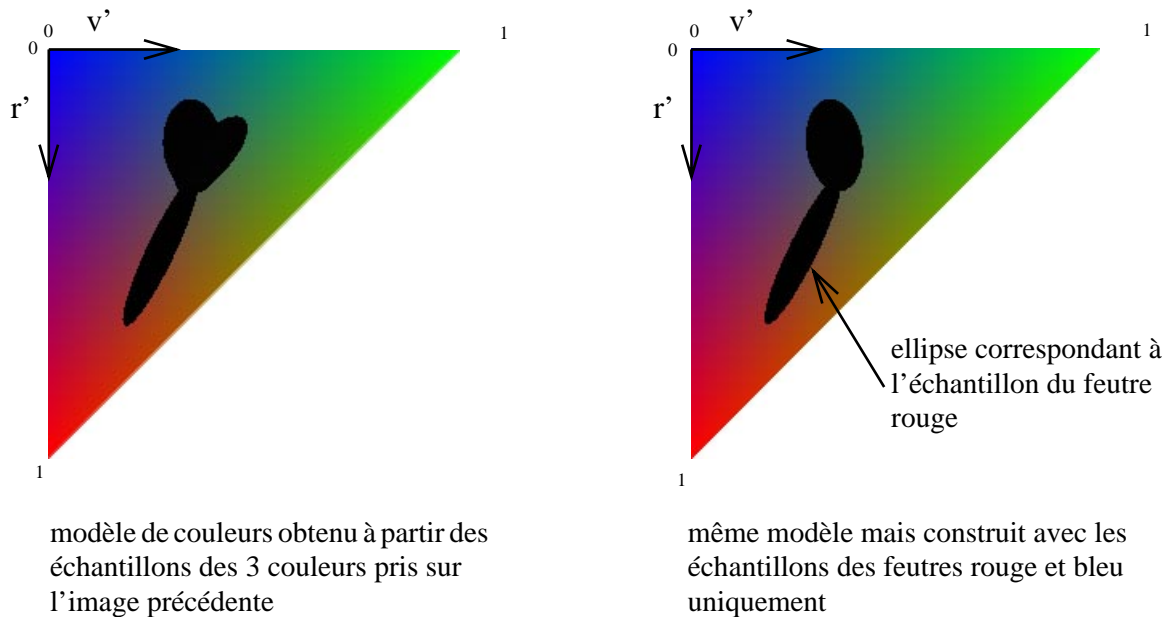 0
v’
1
0
r’
1
modèle de couleurs obtenu à partir des
échantillons des 3 couleurs pris sur
l’image précédente
0
v’
1
0
r’
ellipse correspondant à
l’échantillon du feutre
rouge
1
même modèle mais construit avec les
échantillons des feutres rouge et bleu
uniquement